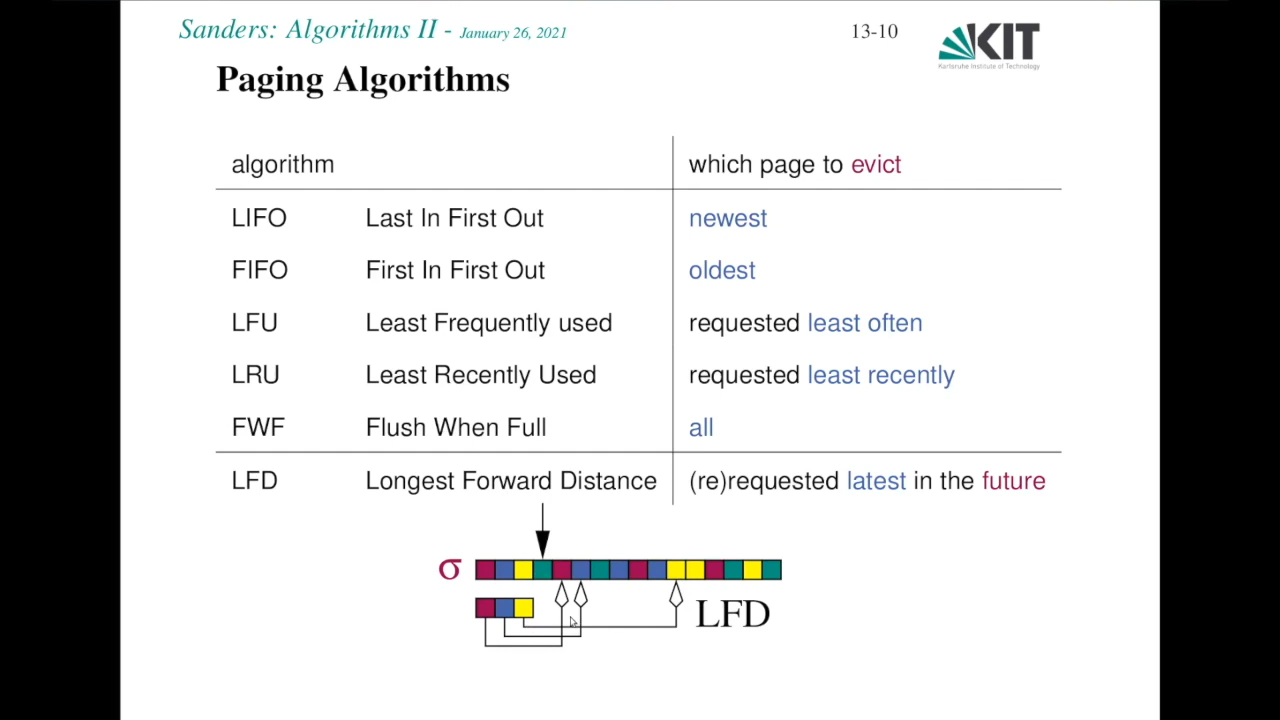 Sanders: Algorithms II - January 26, 2021
13-10
KIT
Karlsruhe Institute of Technology
Paging Algorithms
algorithm which page to evict
LIFO Last In First Out newest
FIFO First In First Out oldest
LFU Least Frequently used requested least often
LRU Least Recently Used requested least recently
FWF Flush When Full all
LFD Longest Forward Distance (re)requested latest in the future
σ
LFD